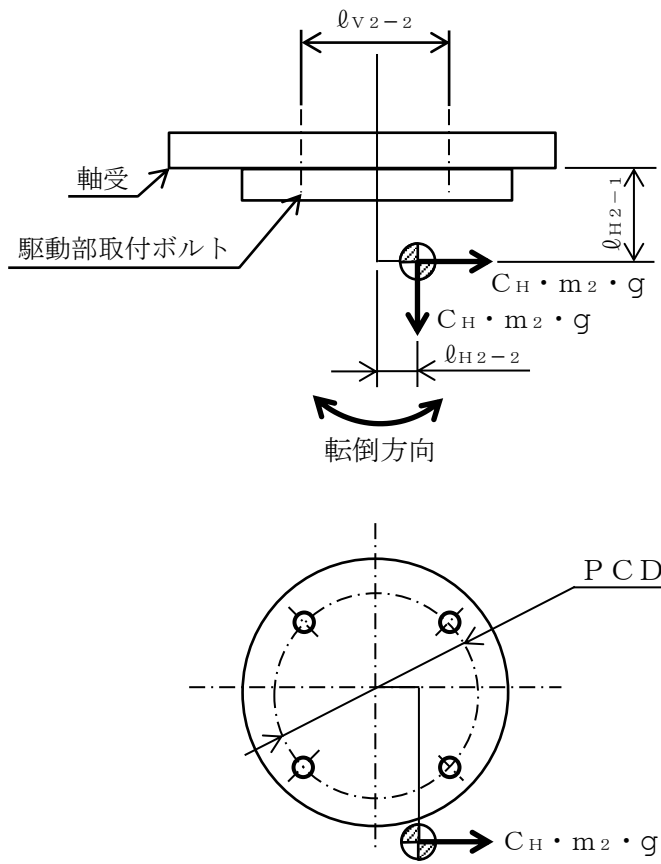 ℓV2-2
軸受
ℓH2-1
駆動部取付ボルト
CH・m2・g
CH・m2・g
ℓH2-2
転倒方向
PCD
CH・m2・g